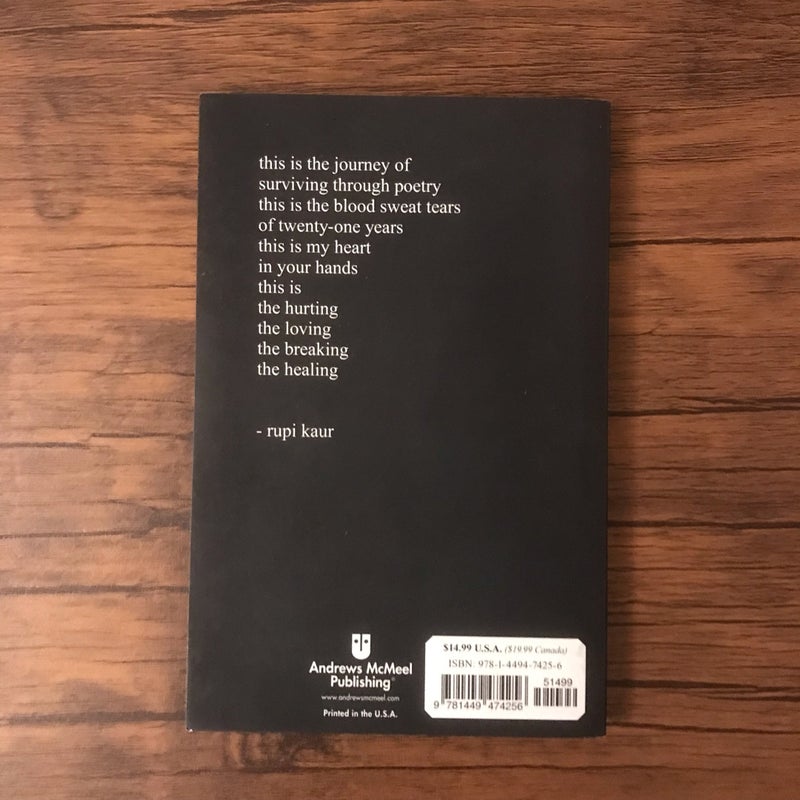 this is the journey of
surviving through poetry
this is the blood sweat tears
of twenty-one years
this is my heart
in your hands
this is
the hurting
the loving
the breaking
the healing
- rupi kaur
Andrews McMeel
Publishing®
www.andrewsmcmeel.com
Printed in the U.S.A.
$14.99 U.S.A. ($19.99 Canada)
ISBN: 978-1-4494-7425-6
51499
9 781449 474256